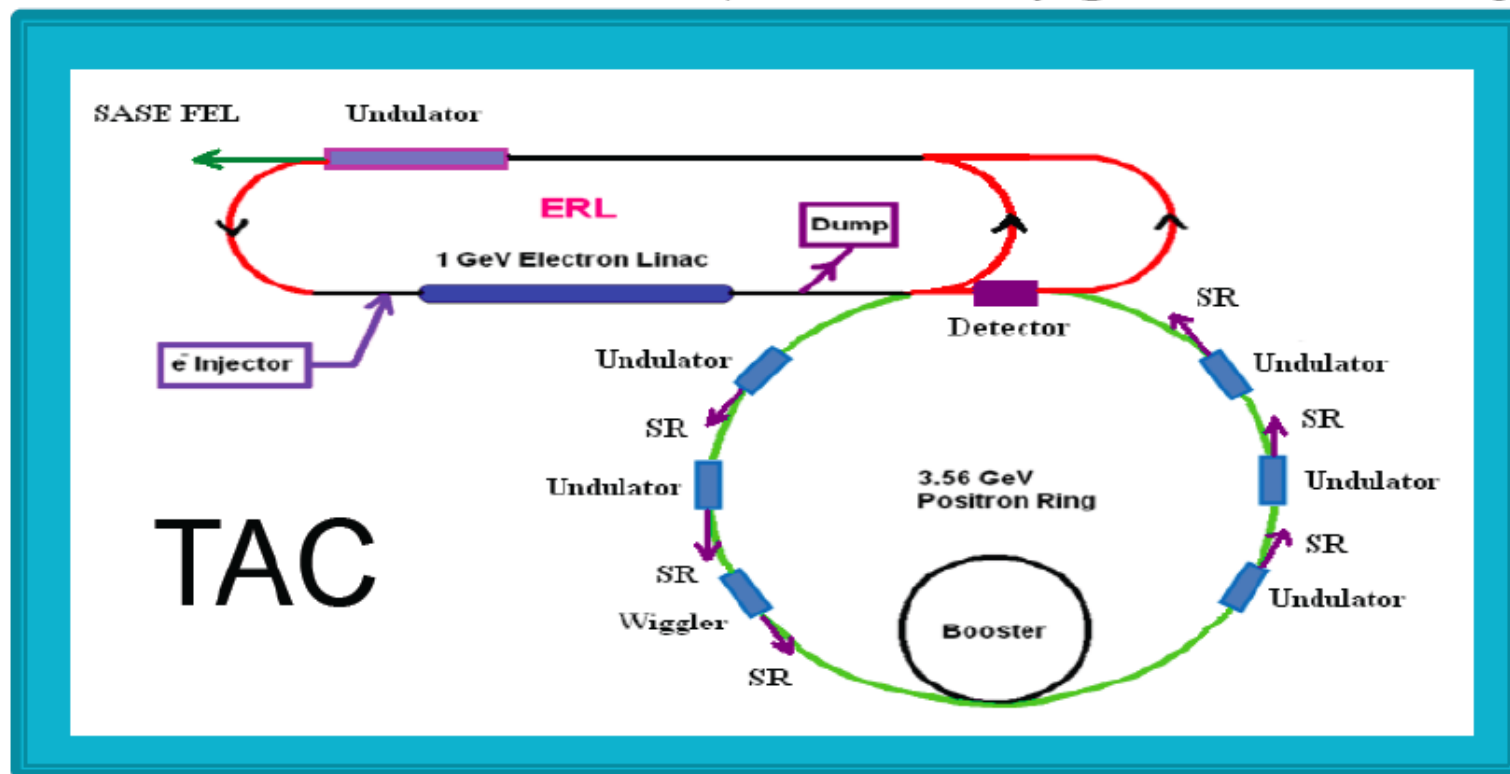 SASE FEL
Undulator
ERL
Dump
1 GeV Electron Linac
SR
Detector
e- Injector
Undulator
Undulator
SR
SR
Undulator
3.56 GeV
Positron Ring
Undulator
TAC
SR
SR
Wiggler
Undulator
Booster
SR